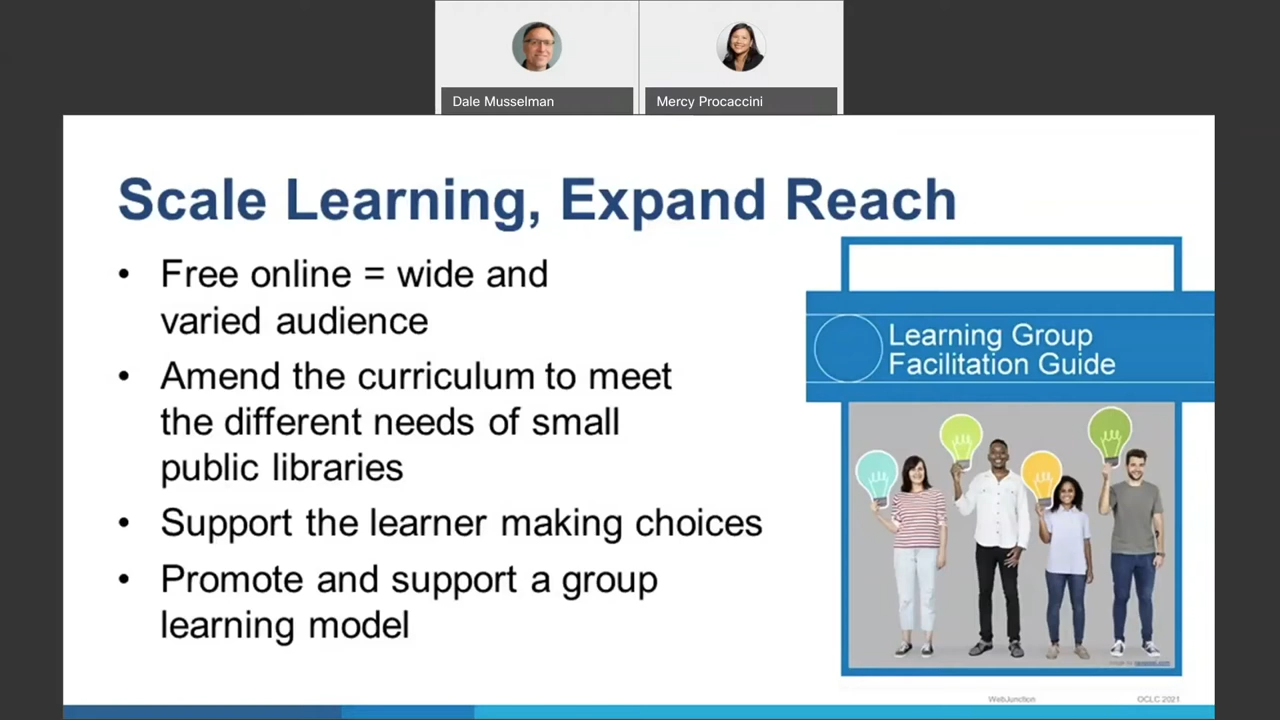 Dale Musselman
Mercy Procaccini
Scale Learning, Expand Reach
• Free online = wide and
varied audience
• Amend the curriculum to meet
the different needs of small
public libraries
• Support the learner making choices
• Promote and support a group
learning model
Learning Group
Facilitation Guide
WebJunction
OCLC 2021